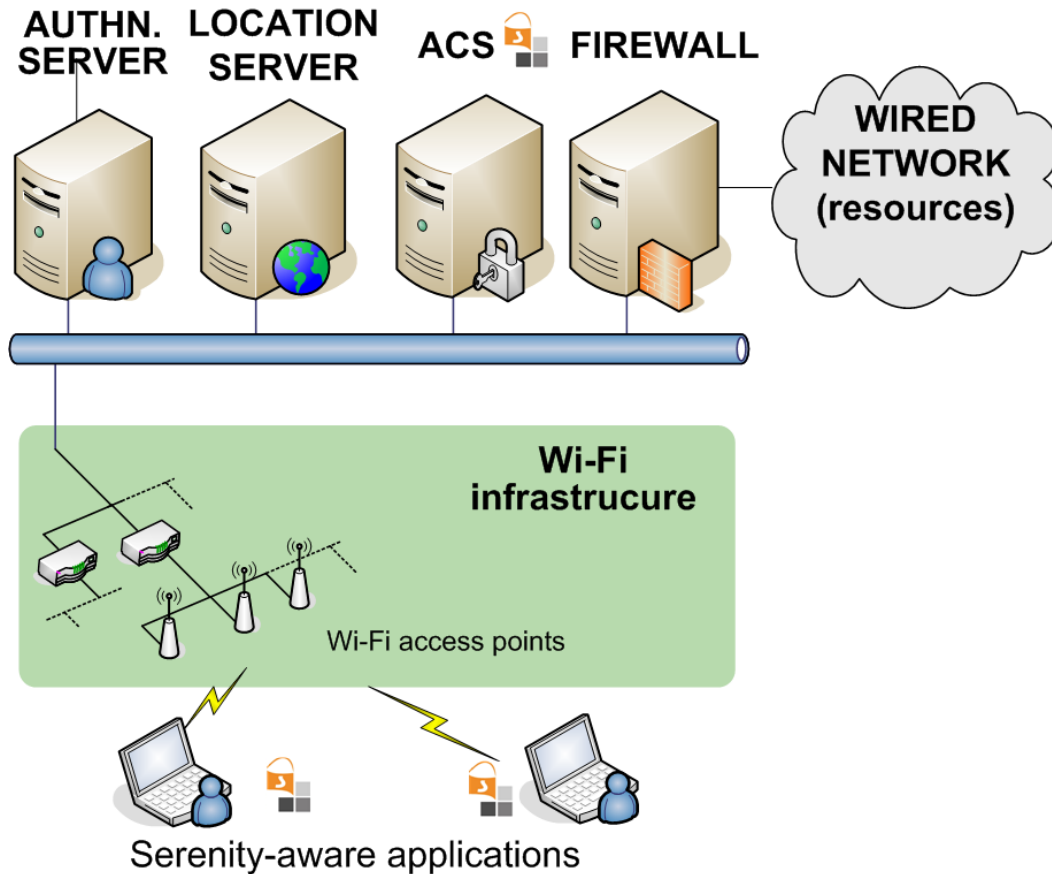 AUTHN.
SERVER
LOCATION
SERVER
ACS
FIREWALL
WIRED
NETWORK
(resources)
Wi-Fi
infrastrucure
Wi-Fi access points
Serenity-aware applications